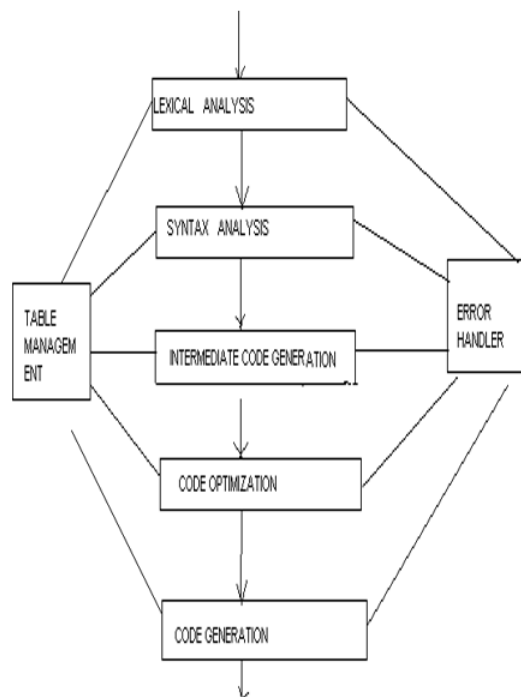 LEXICAL ANALYSIS
SYNTAX ANALYSIS
TABLE
MANAGEM
ENT
ERROR
HANDLER
INTERMEDIATE CODE GENERATION
CODE OPTIMIZATION
CODE GENERATION